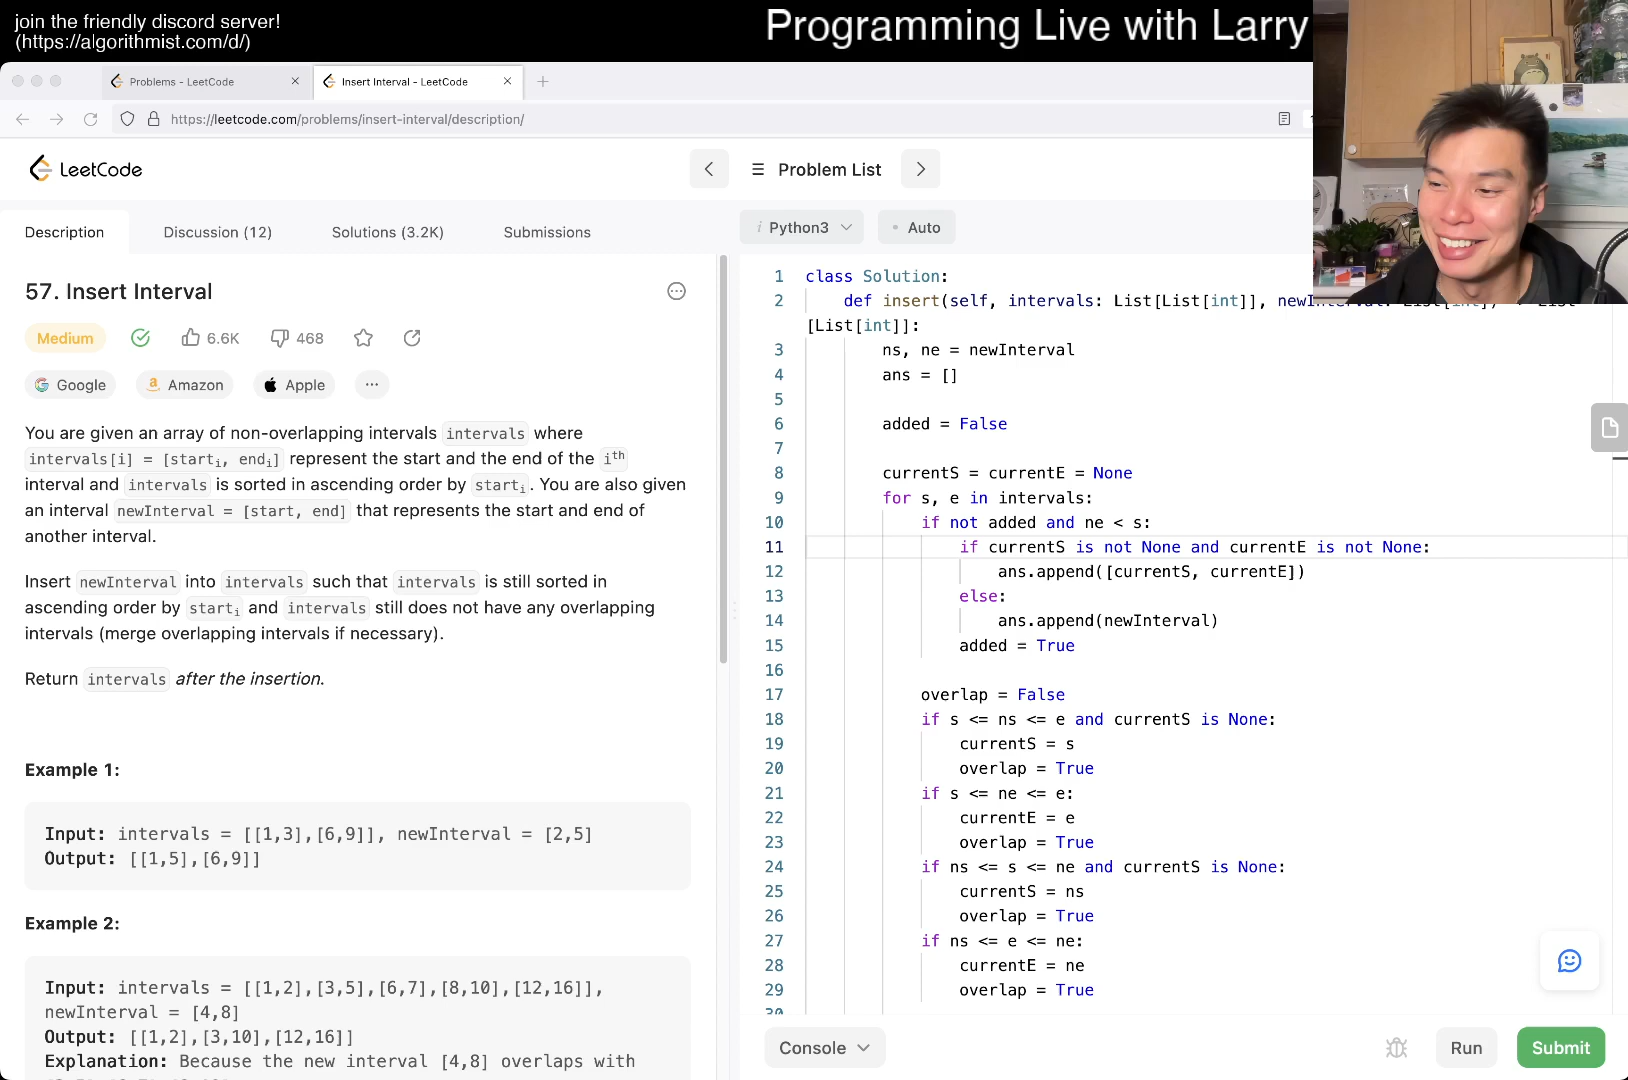 join the friendly discord server!
(https://algorithmist.com/d/)
Programming Live with Larry
Problems - LeetCode
Insert Interval - LeetCode
https://leetcode.com/problems/insert-interval/description/
LeetCode
Problem List
Description
Discussion (12)
Solutions (3.2K)
Submissions
i Python3
Auto
57. Insert Interval
Medium
6.6K
468
Google
Amazon
Apple
...
You are given an array of non-overlapping intervals intervals where
intervals[i] = [starti, endi] represent the start and the end of the ith
interval and intervals is sorted in ascending order by starti. You are also given
an interval newInterval = [start, end] that represents the start and end of
another interval.
Insert newInterval into intervals such that intervals is still sorted in
ascending order by starti and intervals still does not have any overlapping
intervals (merge overlapping intervals if necessary).
Return intervals after the insertion.
Example 1:
Input: intervals = [[1,3],[6,9]], newInterval = [2,5]
Output: [[1,5],[6,9]]
Example 2:
Input: intervals = [[1,2],[3,5],[6,7],[8,10],[12,16]],
newInterval = [4,8]
Output: [[1,2],[3,10],[12,16]]
Explanation: Because the new interval [4,8] overlaps with
1 class Solution:
2 def insert(self, intervals: List[List[int]],
[List[int]]:
3 ns, ne = newInterval
4 ans = []
5
6 added = False
7
8 currentS = currentE = None
9 for s, e in intervals:
10 if not added and ne < s:
11 if currentS is not None and currentE is not None:
12 ans.append([currentS, currentE])
13 else:
14 ans.append(newInterval)
15 added = True
16
17 overlap = False
18 if s <= ns <= e and currentS is None:
19 currentS = s
20 overlap = True
21 if s <= ne <= e:
22 currentE = e
23 overlap = True
24 if ns <= s <= ne and currentS is None:
25 currentS = ns
26 overlap = True
27 if ns <= e <= ne:
28 currentE = ne
29 overlap = True
30
Console
Run
Submit